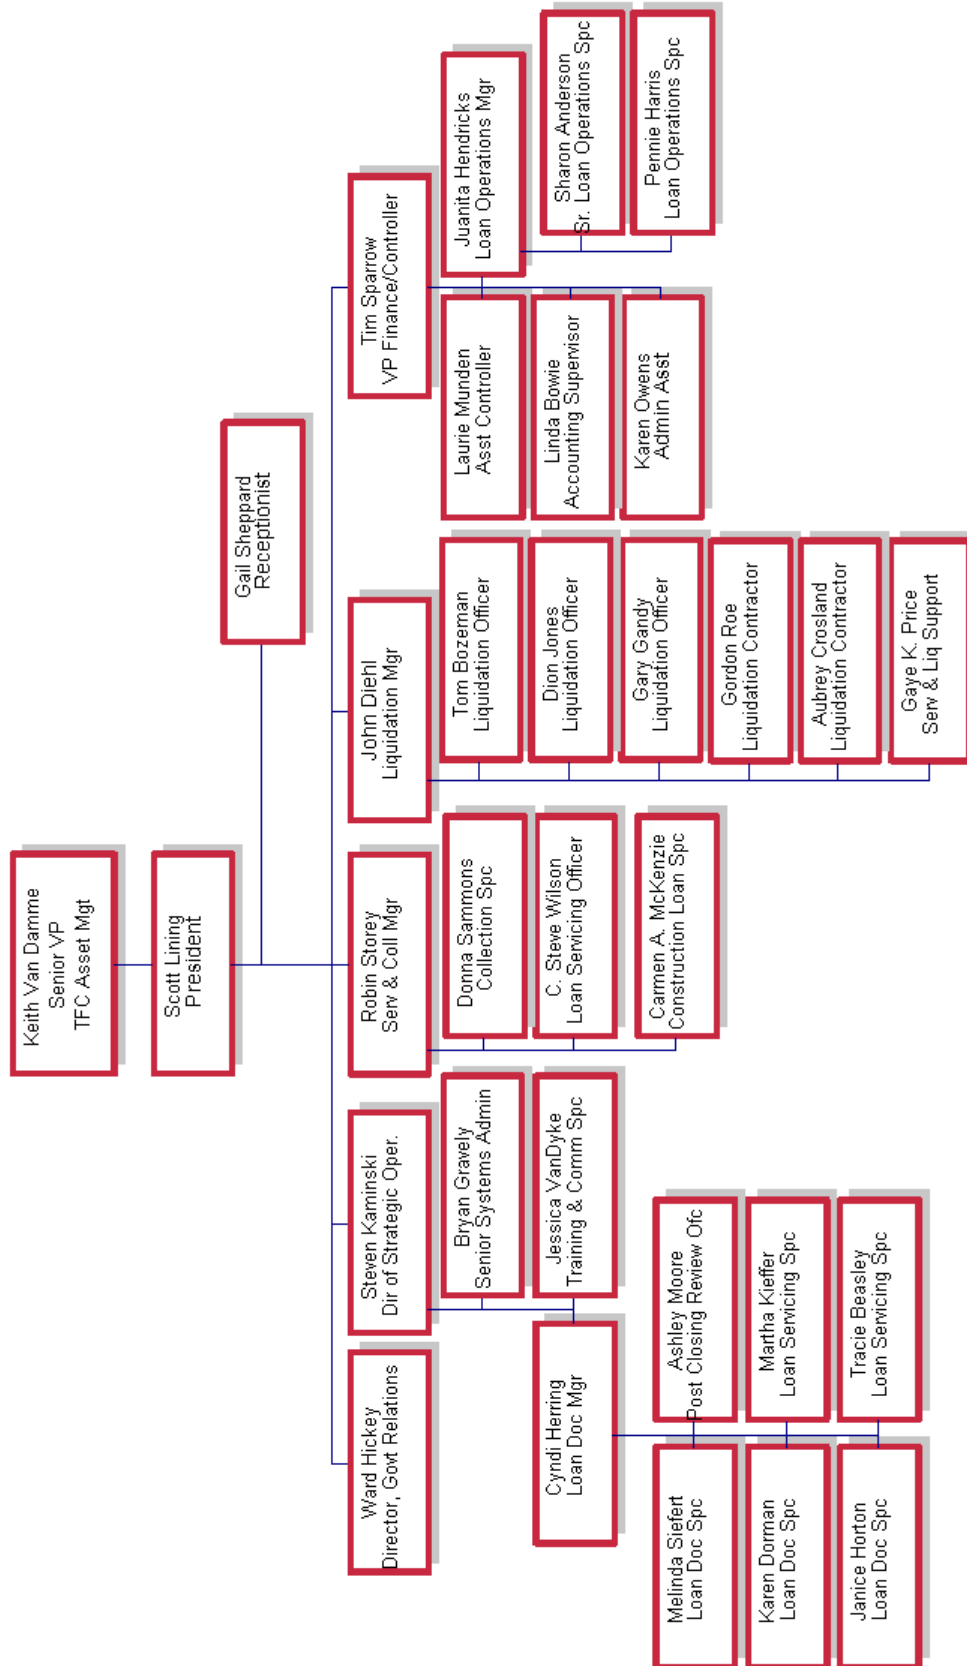 Keith Van Damme
Senior VP
TFC Asset Mgt
Scott Lining
President
Gail Sheppard
Receptionist
Ward Hickey
Director, Govt Relations
Steven Kaminski
Dir of Strategic Oper.
Robin Storey
Serv & Coll Mgr
John Diehl
Liquidation Mgr
Tim Sparrow
VP Finance/Controller
Bryan Gravely
Senior Systems Admin
Jessica VanDyke
Training & Comm Spc
Cyndi Herring
Loan Doc Mgr
Melinda Siefert
Loan Doc Spc
Ashley Moore
Post Closing Review Ofc
Karen Dorman
Loan Doc Spc
Martha Kieffer
Loan Servicing Spc
Janice Horton
Loan Doc Spc
Tracie Beasley
Loan Servicing Spc
Donna Sammons
Collection Spc
C. Steve Wilson
Loan Servicing Officer
Carmen A. McKenzie
Construction Loan Spc
Tom Bozeman
Liquidation Officer
Dion Jones
Liquidation Officer
Gary Gandy
Liquidation Officer
Gordon Roe
Liquidation Contractor
Aubrey Crosland
Liquidation Contractor
Gaye K. Price
Serv & Liq Support
Laurie Munden
Asst Controller
Linda Bowie
Accounting Supervisor
Karen Owens
Admin Asst
Juanita Hendricks
Loan Operations Mgr
Sharon Anderson
Sr. Loan Operations Spc
Pennie Harris
Loan Operations Spc